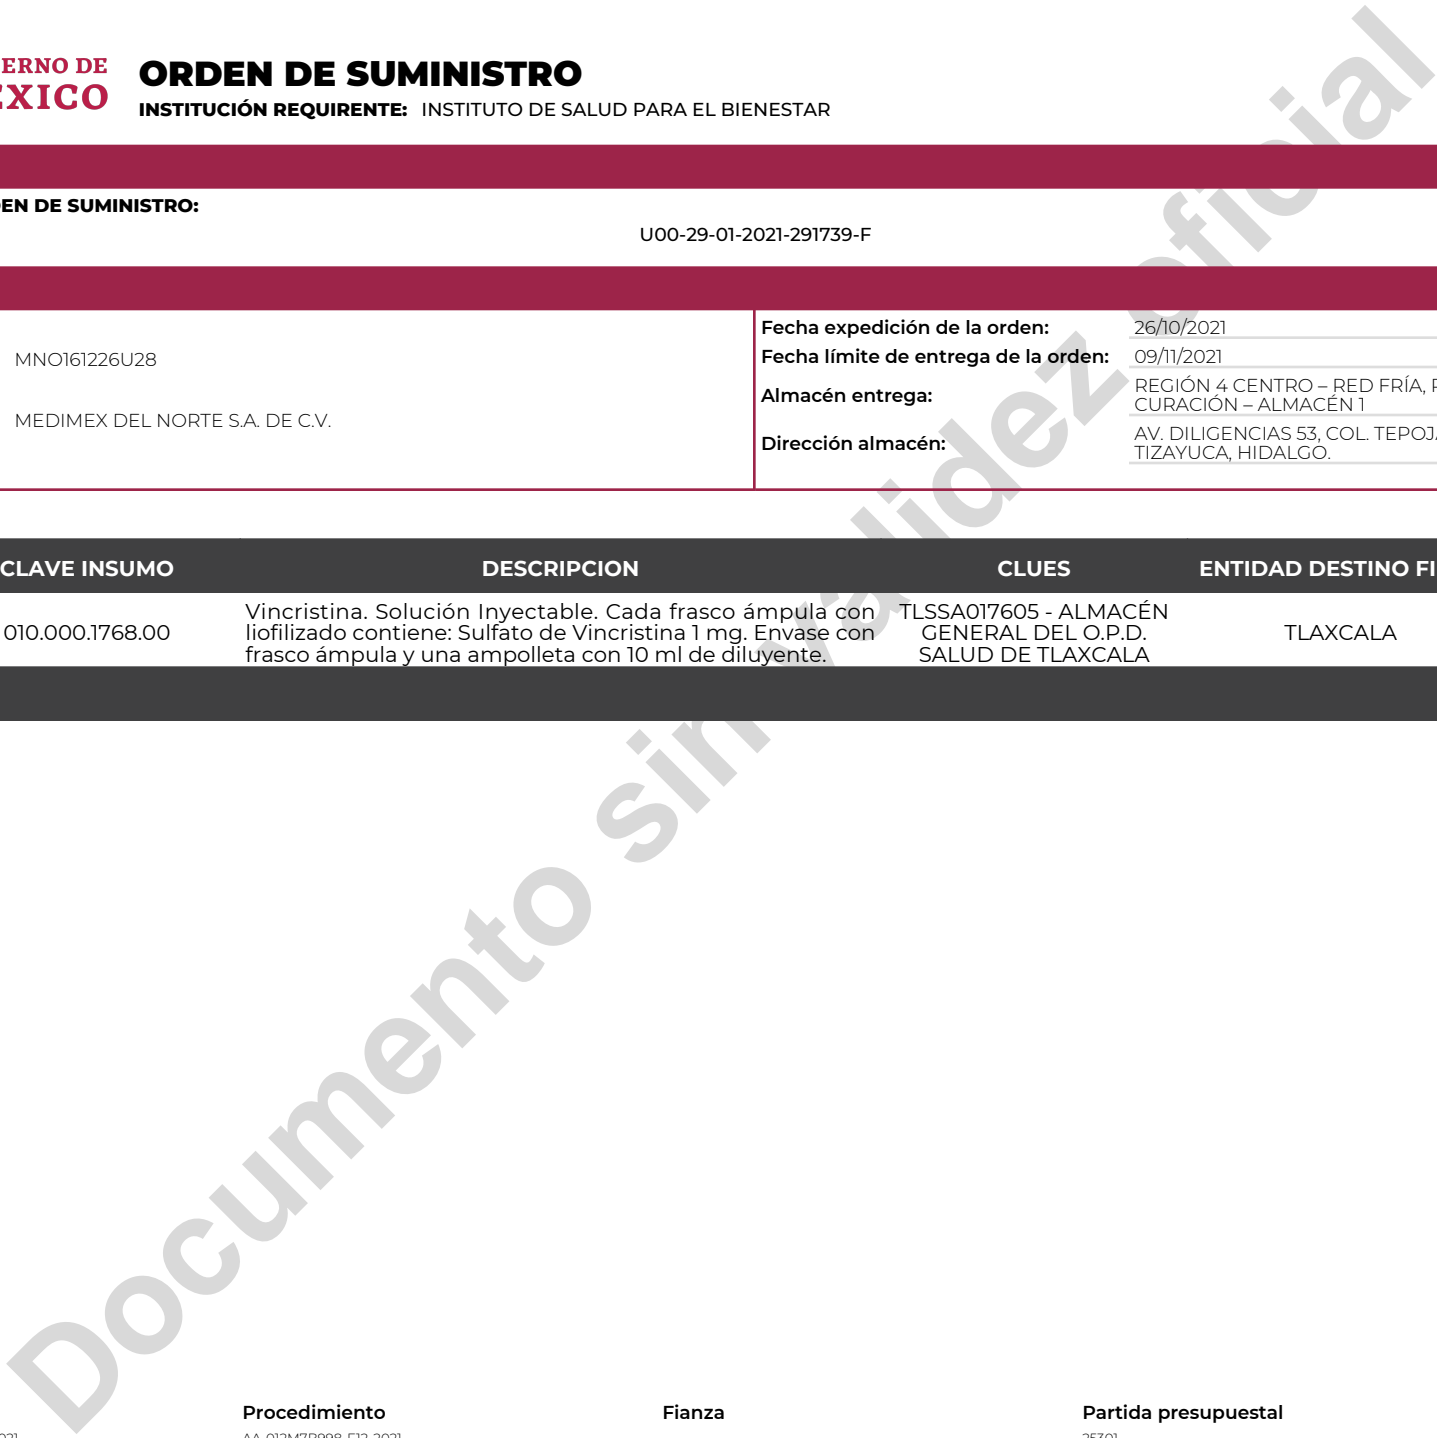 ERNO DE
EXICO
ORDEN DE SUMINISTRO
INSTITUCIÓN REQUIRENTE: INSTITUTO DE SALUD PARA EL BIENESTAR
EN DE SUMINISTRO:
U00-29-01-2021-291739-F
MNO161226U28
MEDIMEX DEL NORTE S.A. DE C.V.
Fecha expedición de la orden: 26/10/2021
Fecha límite de entrega de la orden: 09/11/2021
Almacén entrega:
REGIÓN 4 CENTRO – RED FRÍA,
CURACIÓN – ALMACÉN 1
Dirección almacén:
AV. DILIGENCIAS 53, COL. TEPOJ
TIZAYUCA, HIDALGO.
CLAVE INSUMO DESCRIPCION CLUES ENTIDAD DESTINO FI
010.000.1768.00
Vincristina. Solución Inyectable. Cada frasco ámpula con
liofilizado contiene: Sulfato de Vincristina 1 mg. Envase con
frasco ámpula y una ampolleta con 10 ml de diluyente.
TLSSA017605 - ALMACÉN
GENERAL DEL O.P.D.
SALUD DE TLAXCALA
TLAXCALA
Documento sin validez oficial
Procedimiento Fianza Partida presupuestal